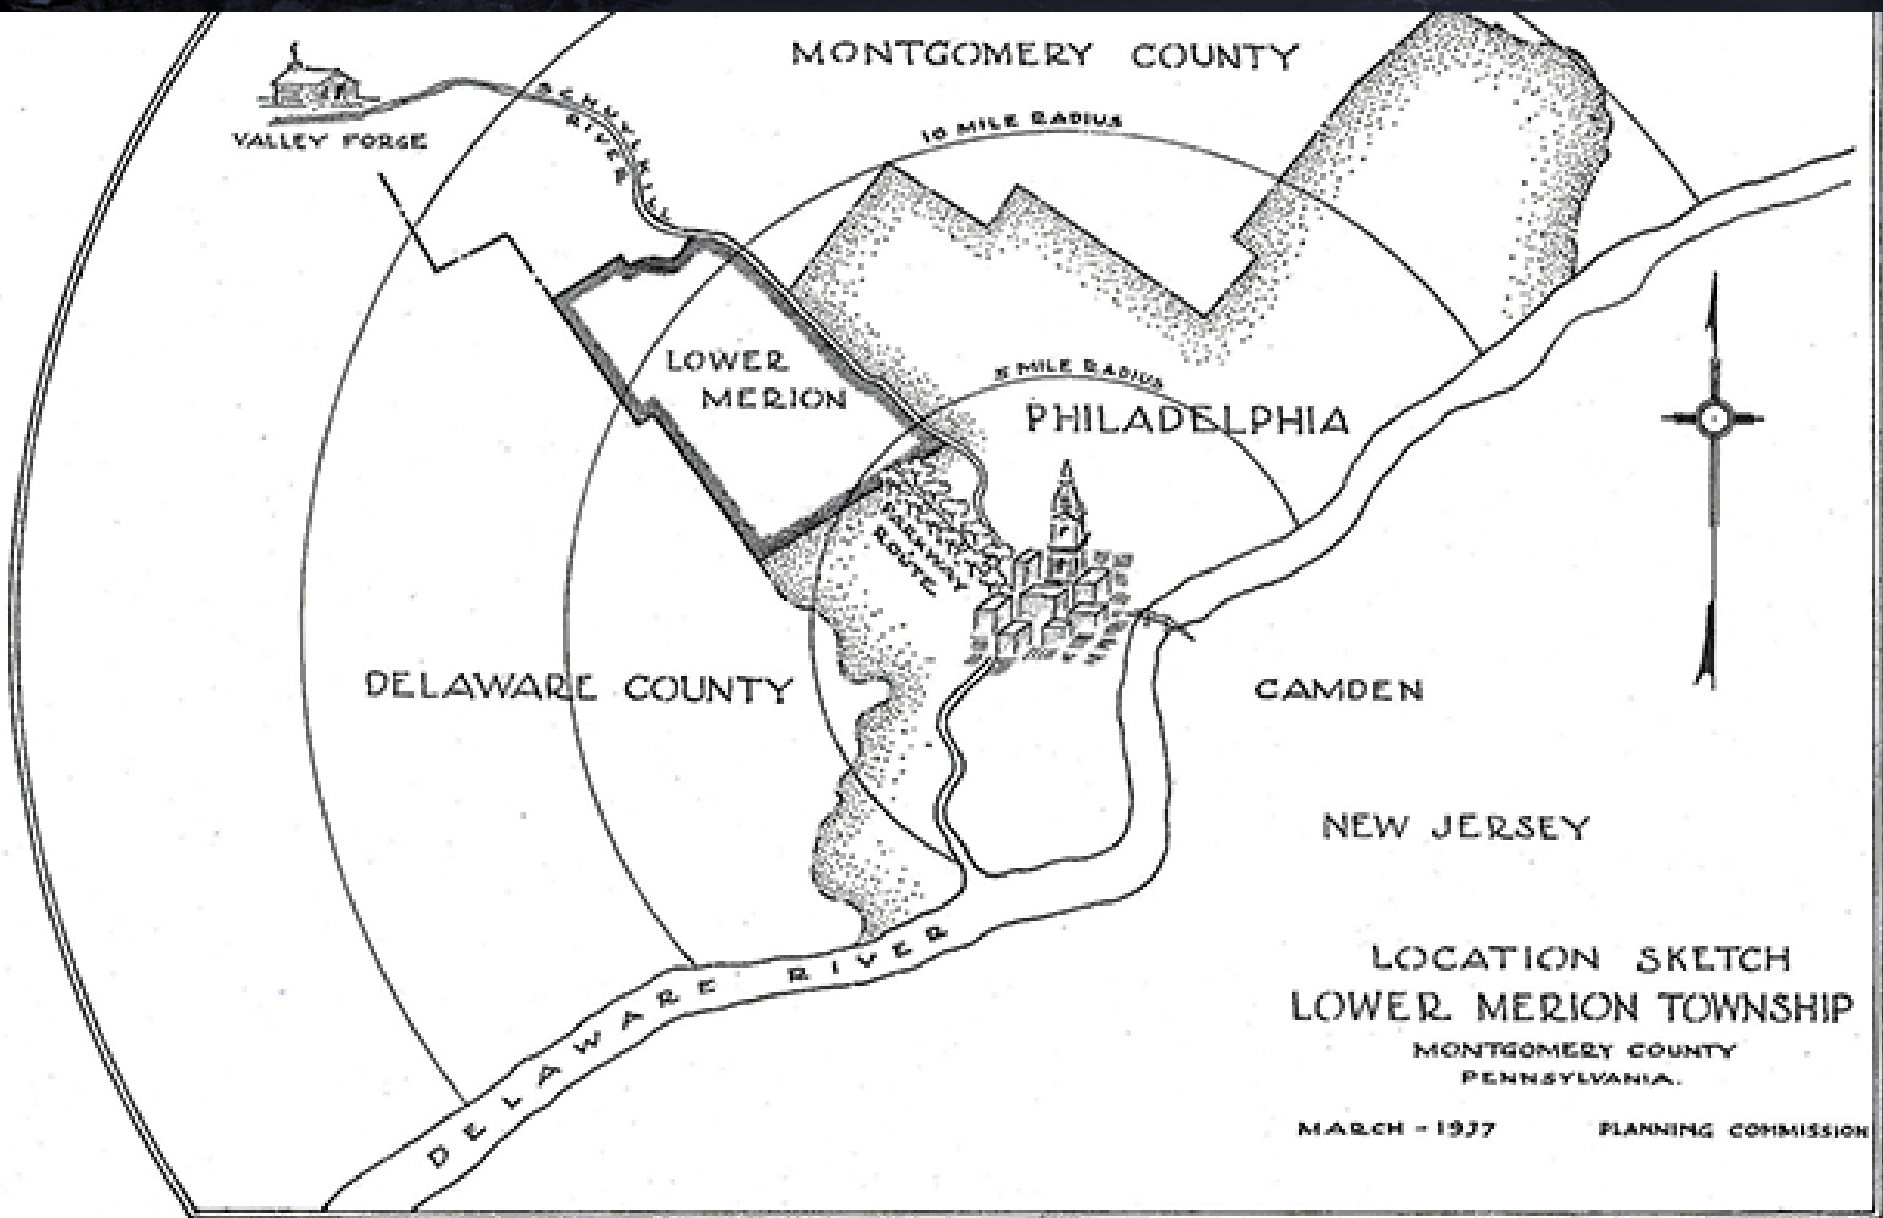 MONTGOMERY COUNTY
VALLEY FORGE
SCHUYLKILL
RIVER
10 MILE RADIUS
LOWER
MERION
5 MILE RADIUS
PHILADELPHIA
PARKWAY
ROUTE
DELAWARE COUNTY
CAMDEN
NEW JERSEY
DELAWARE RIVER
LOCATION SKETCH
LOWER MERION TOWNSHIP
MONTGOMERY COUNTY
PENNSYLVANIA.
MARCH - 1937 PLANNING COMMISSION